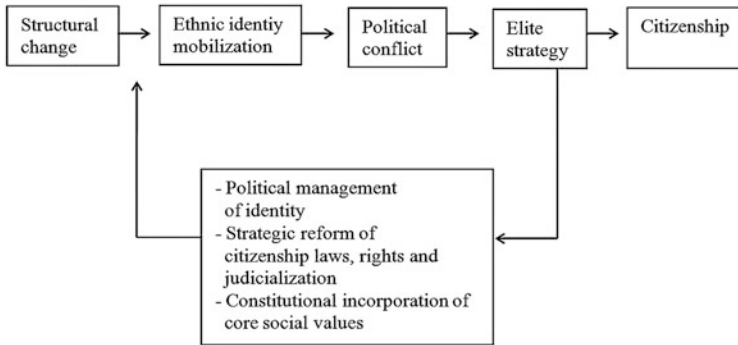 Structural
change
Ethnic identiy
mobilization
Political
conflict
Elite
strategy
Citizenship
- Political management
of identity
- Strategic reform of
citizenship laws, rights and
judicialization
- Constitutional incorporation of
core social values